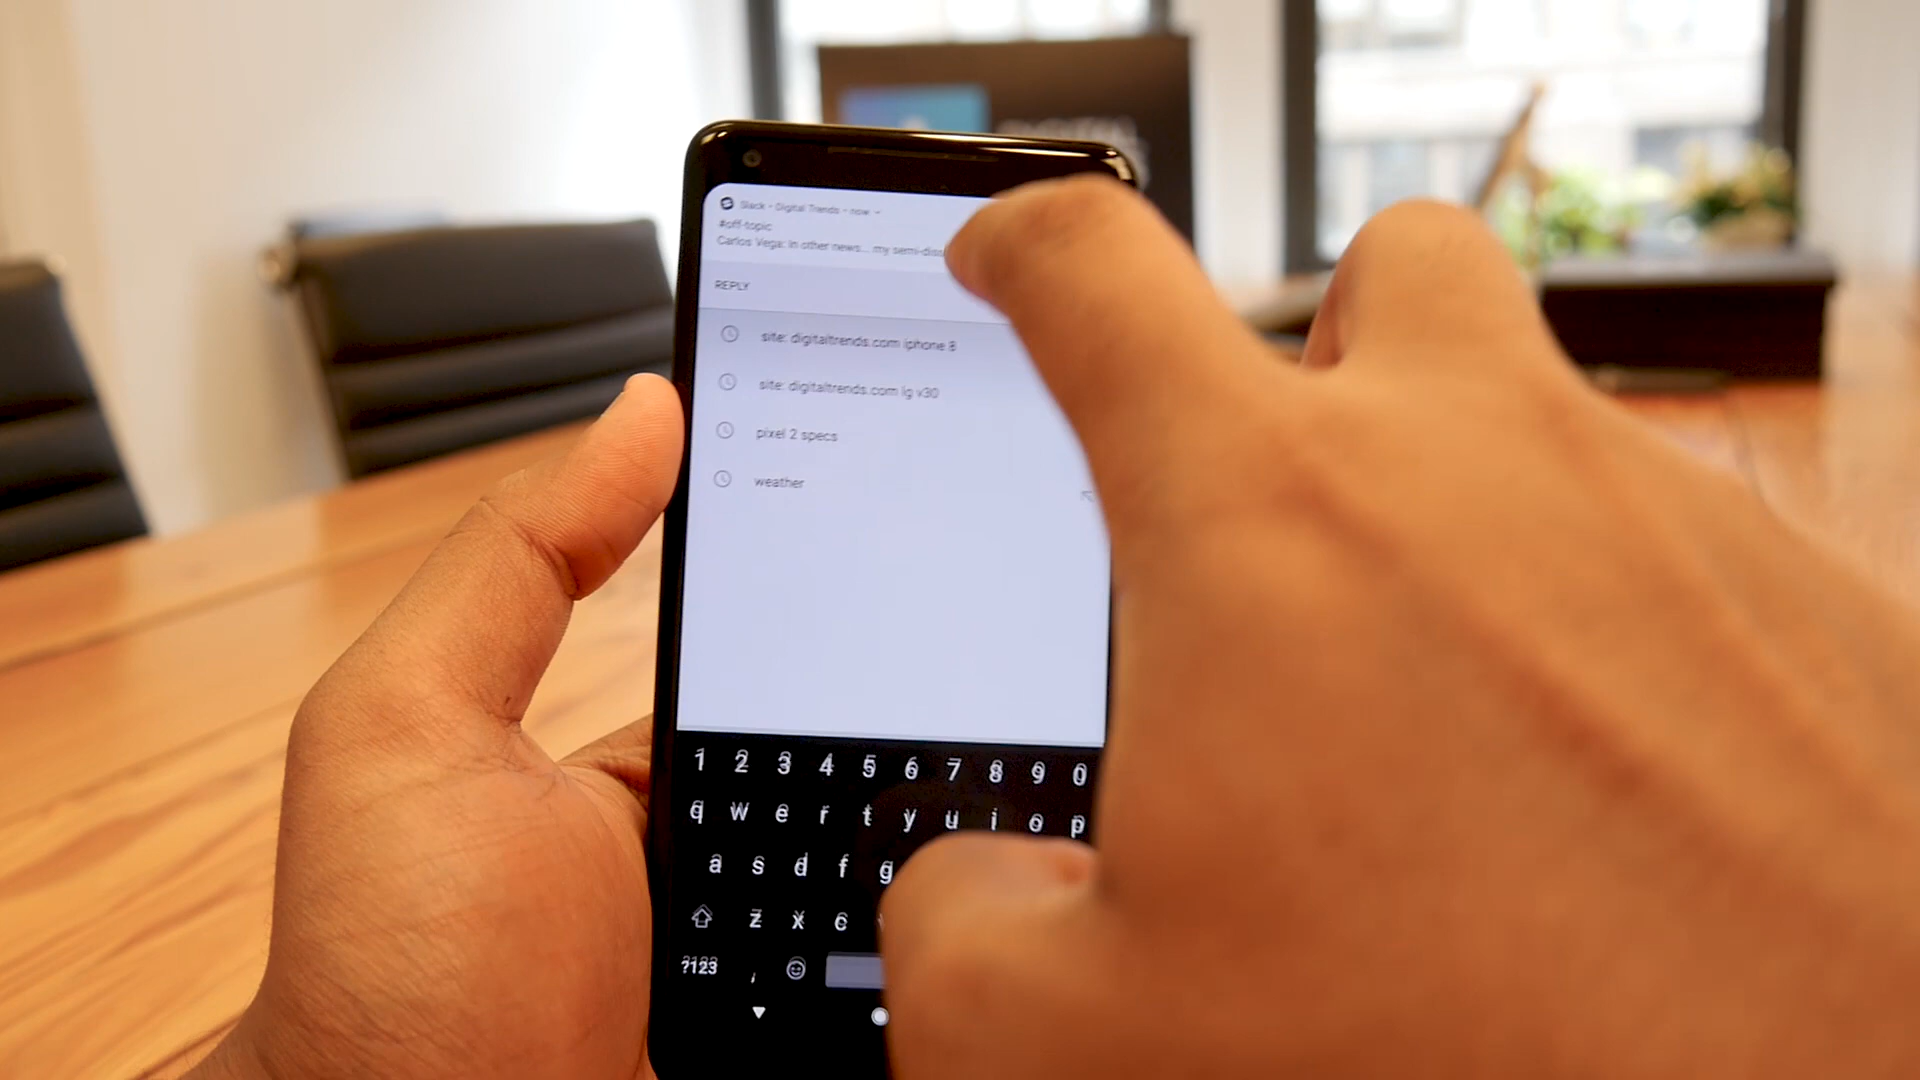 DIGITAL
Slack • Digital Trends • now
#off-topic
Carlos Vega: In other news... my
REPLY
site: digitaltrends.com iphone 8
site: digitaltrends.com lg v30
pixel 2 specs
weather
1 2 3 4 5 6 7 8 9 0
q w e r t y u i o p
a s d f g
z x c
?123 ,